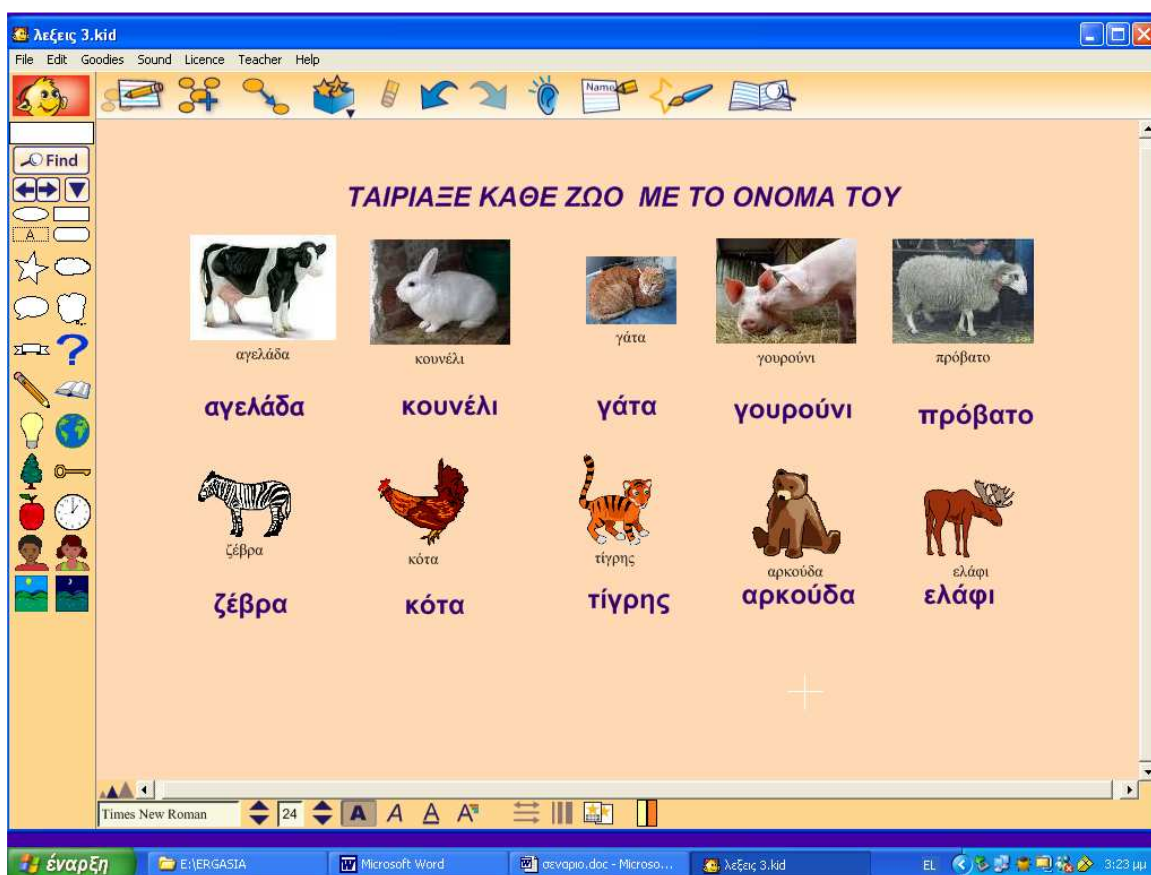 λεξεις 3.kid
File Edit Goodies Sound Licence Teacher Help
Name
Find
A
ΤΑΙΡΙΑΞΕ ΚΑΘΕ ΖΩΟ ΜΕ ΤΟ ΟΝΟΜΑ ΤΟΥ
αγελάδα κουνέλι γάτα γουρούνι πρόβατο
αγελάδα κουνέλι γάτα γουρούνι πρόβατο
ζέβρα κότα τίγρης αρκούδα ελάφι
ζέβρα κότα τίγρης αρκούδα ελάφι
Times New Roman 24 A A A A
έναρξη E:\ERGASIA Microsoft Word σεναριο.doc - Microso... λεξεις 3.kid EL 3:23 μμ